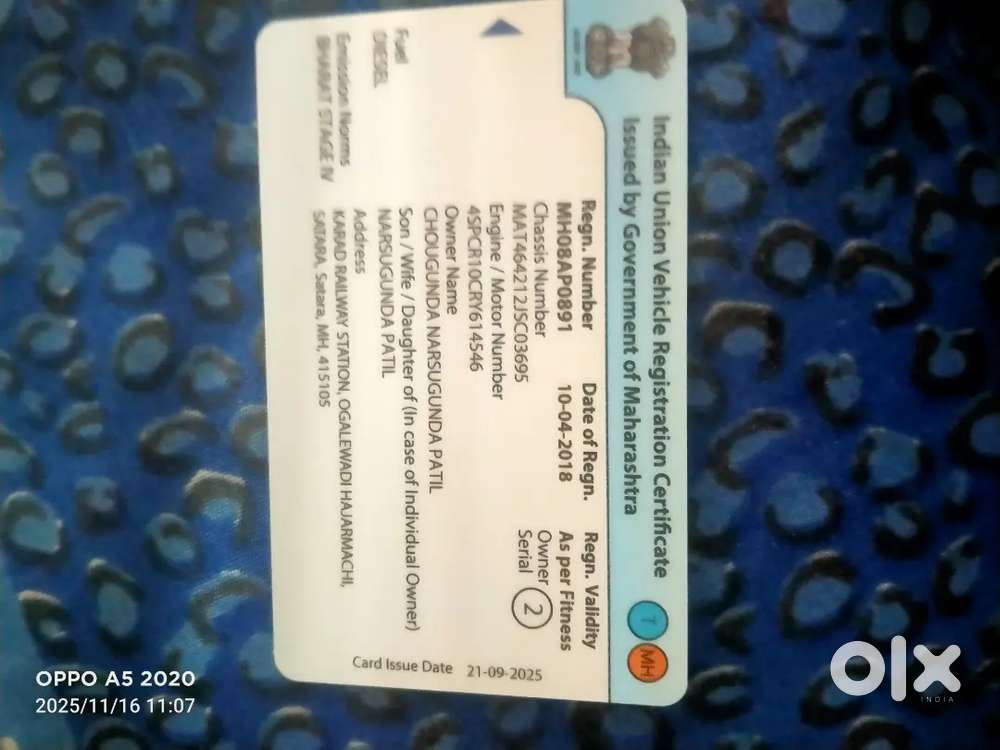 Indian Union Vehicle Registration Certificate
Issued by Government of Maharashtra
T MH
Regn. Number Date of Regn. Regn. Validity
MH08AP0891 10-04-2018 As per Fitness
Chassis Number Owner
MAT464212JSC03695 Serial 2
Engine / Motor Number
4SPCR10CRY614546
Owner Name
CHOUGUNDA NARSUGUNDA PATIL
Son / Wife / Daughter of (In case of Individual Owner)
NARSUGUNDA PATIL
Fuel
DIESEL
Emission Norms
BHARAT STAGE IV
Address
KARAD RAILWAY STATION, OGALEWADI HAJARMACHI,
SATARA, Satara, MH, 415105
Card Issue Date 21-09-2025
OPPO A5 2020
2025/11/16 11:07
olx
INDIA